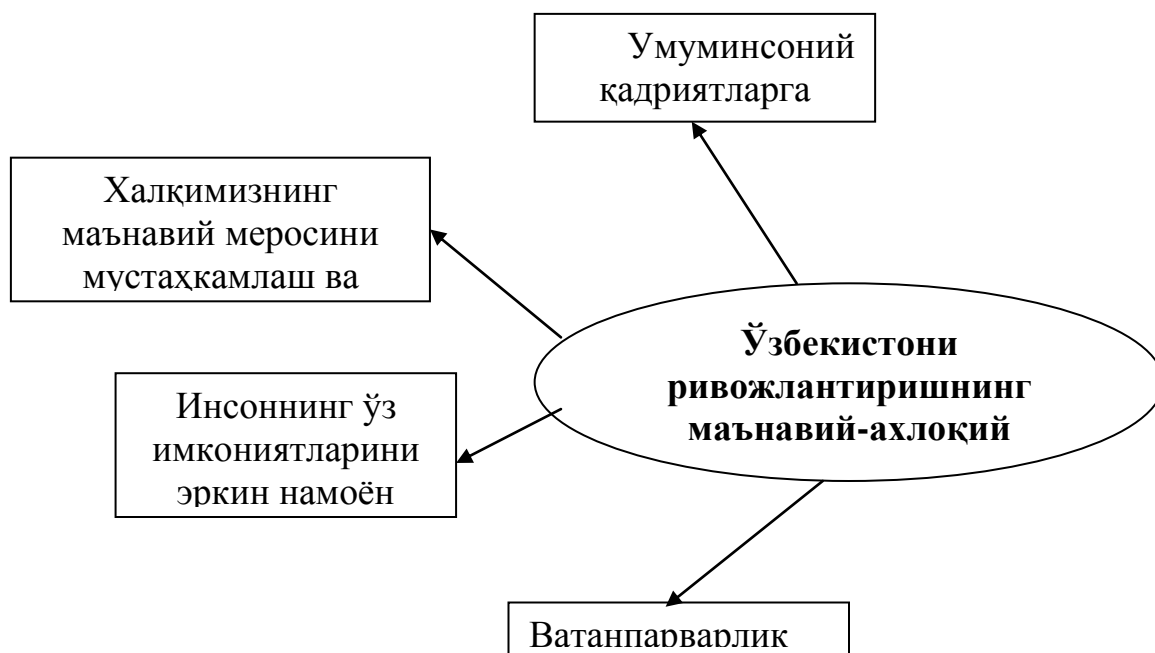 Умуминсоний
қадриятларга
Халқимизнинг
маънавий меросини
мустаҳкамлаш ва
Ўзбекистони
ривожлантиришнинг
маънавий-ахлоқий
Инсоннинг ўз
имкониятларини
эркин намоён
Ватанпарварлик